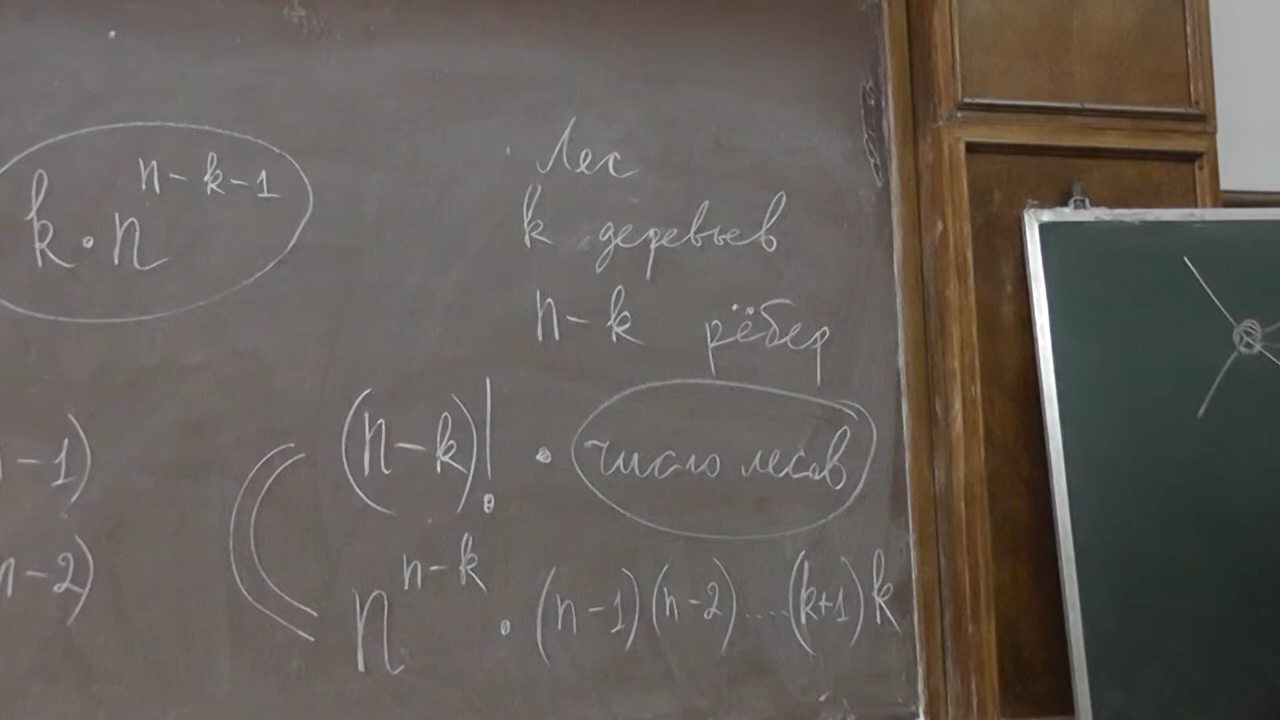 k · n^{n-k-1}
Лес
k деревьев
n-k рёбер
-1)
(n-k)! · число лесов
n-2)
n^{n-k} · (n-1)(n-2)....(k+1)k